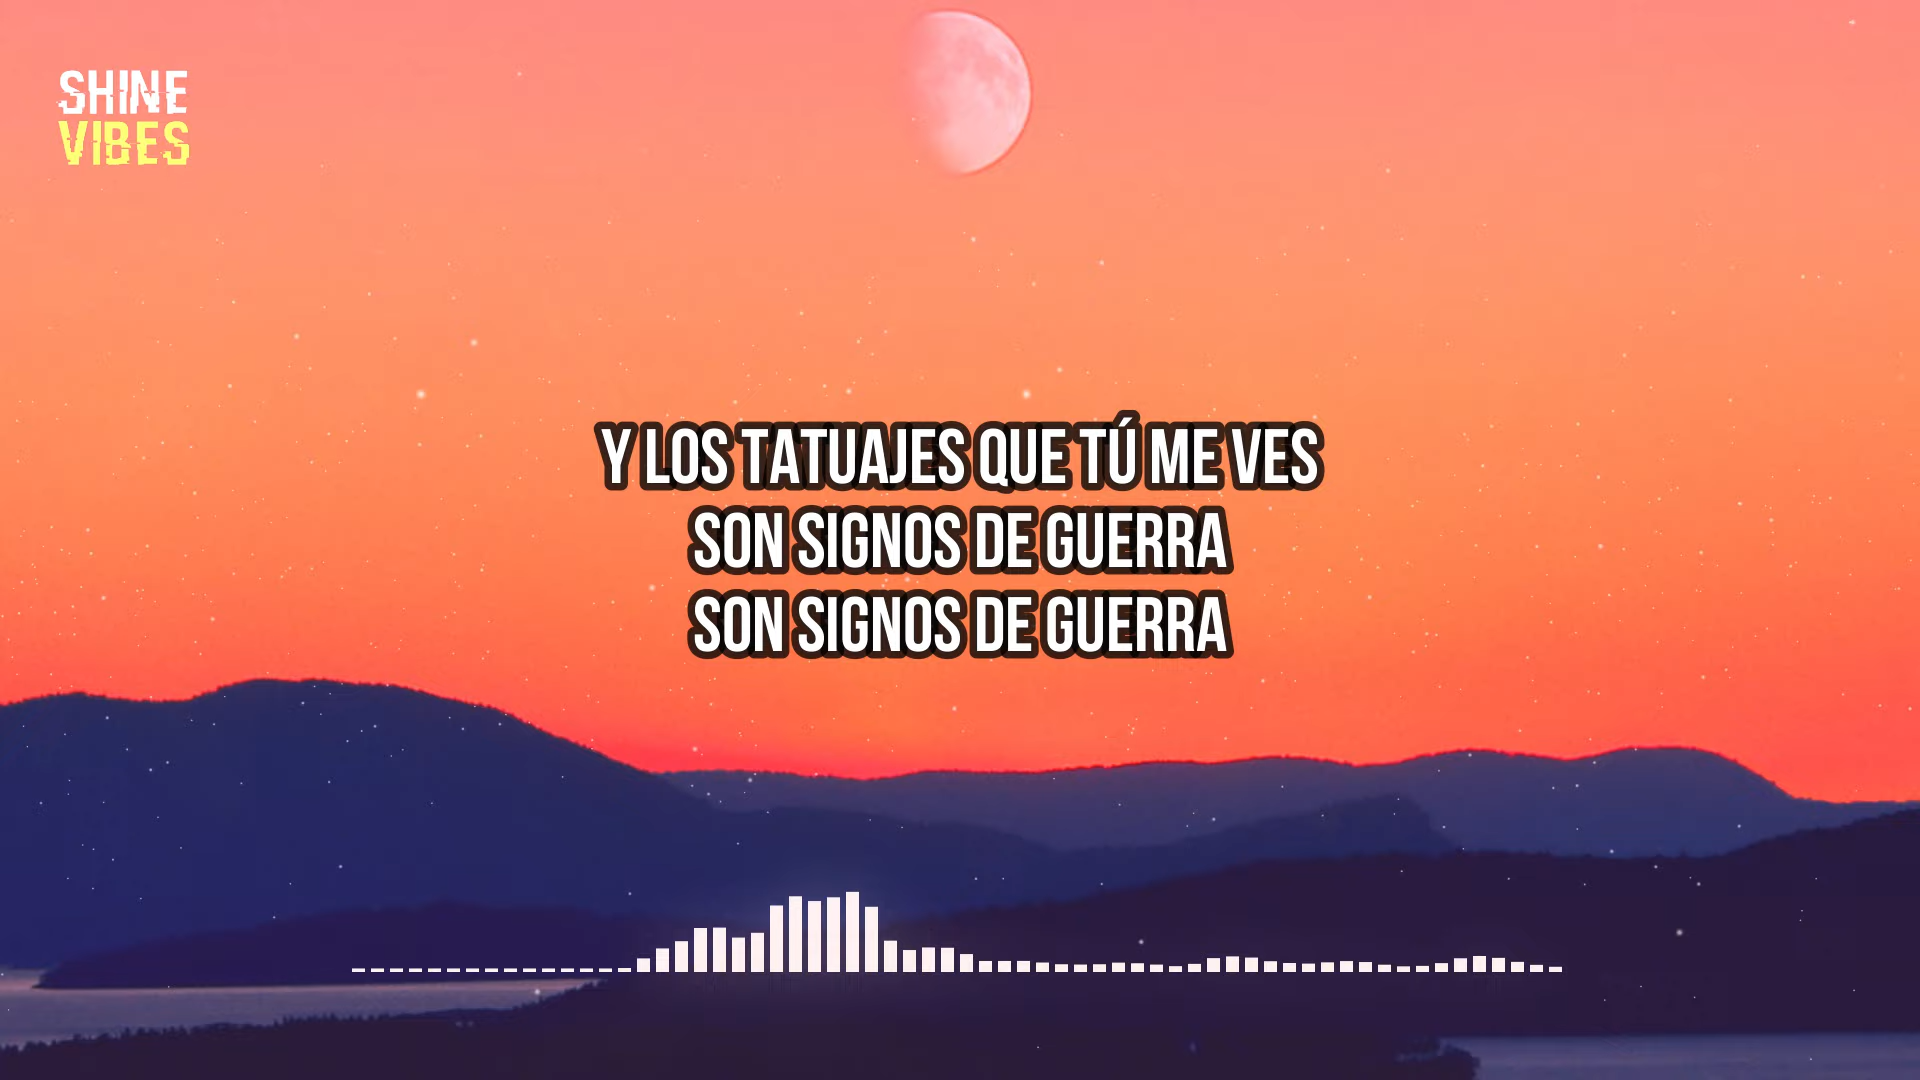 SHINE
VIBES
Y LOS TATUAJES QUE TÚ ME VES
SON SIGNOS DE GUERRA
SON SIGNOS DE GUERRA